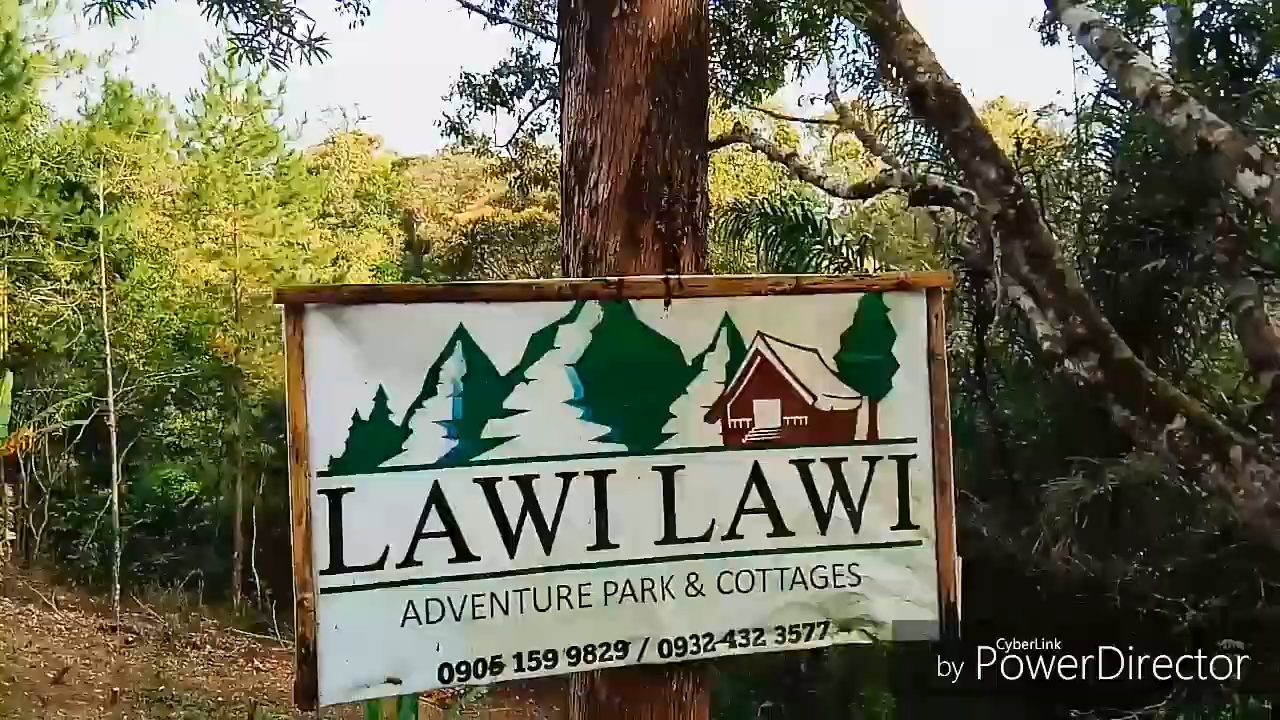 LAWI LAWI
ADVENTURE PARK & COTTAGES
0905 159 9829 / 0932 432 3577
CyberLink
by PowerDirector